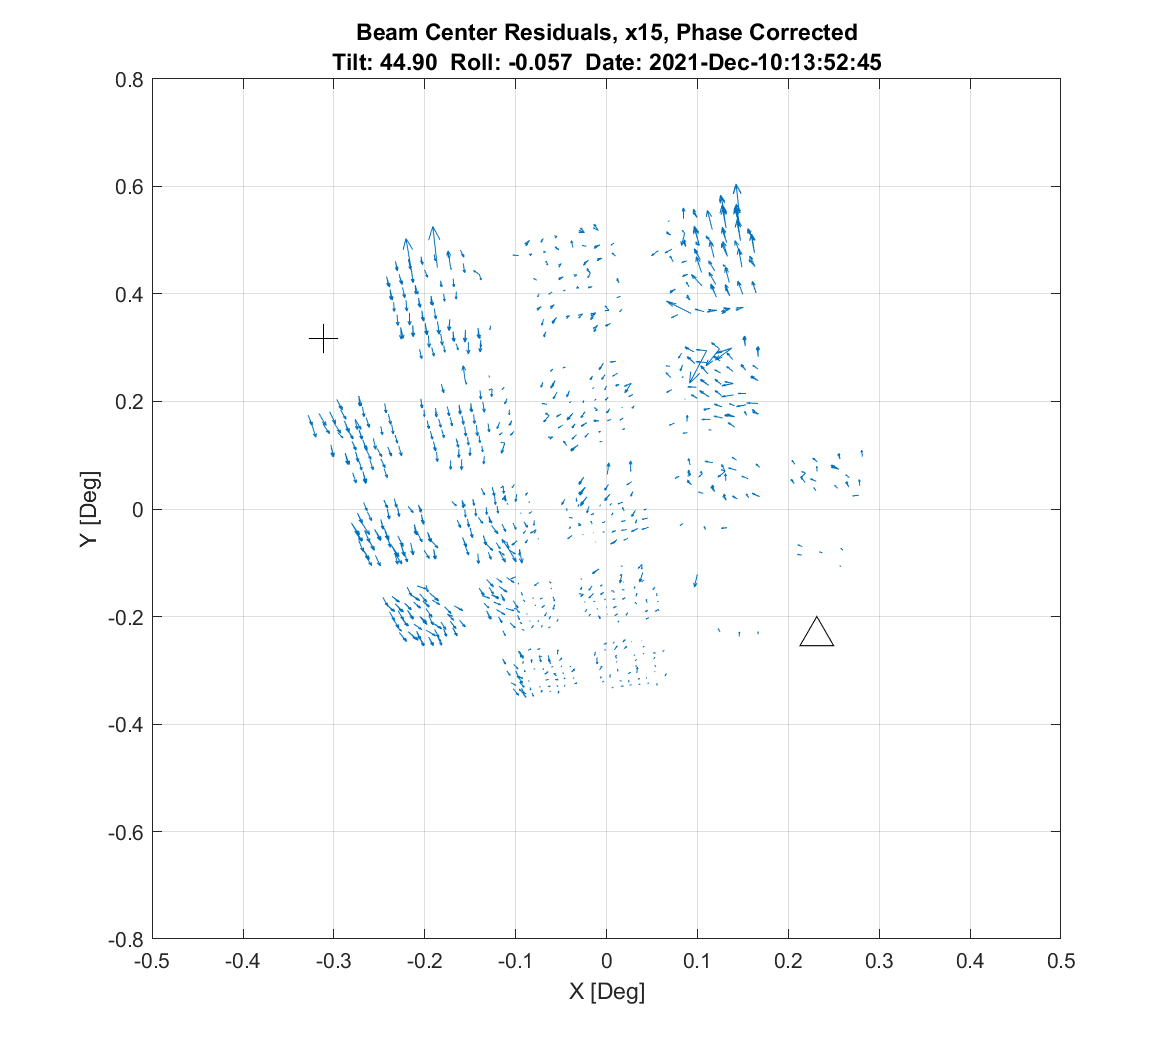 Beam Center Residuals, x15, Phase Corrected
Tilt: 44.90  Roll: -0.057  Date: 2021-Dec-10:13:52:45
0.8
0.6
0.4
0.2
0
-0.2
-0.4
-0.6
-0.8
Y [Deg]
-0.5 -0.4 -0.3 -0.2 -0.1 0 0.1 0.2 0.3 0.4 0.5
X [Deg]